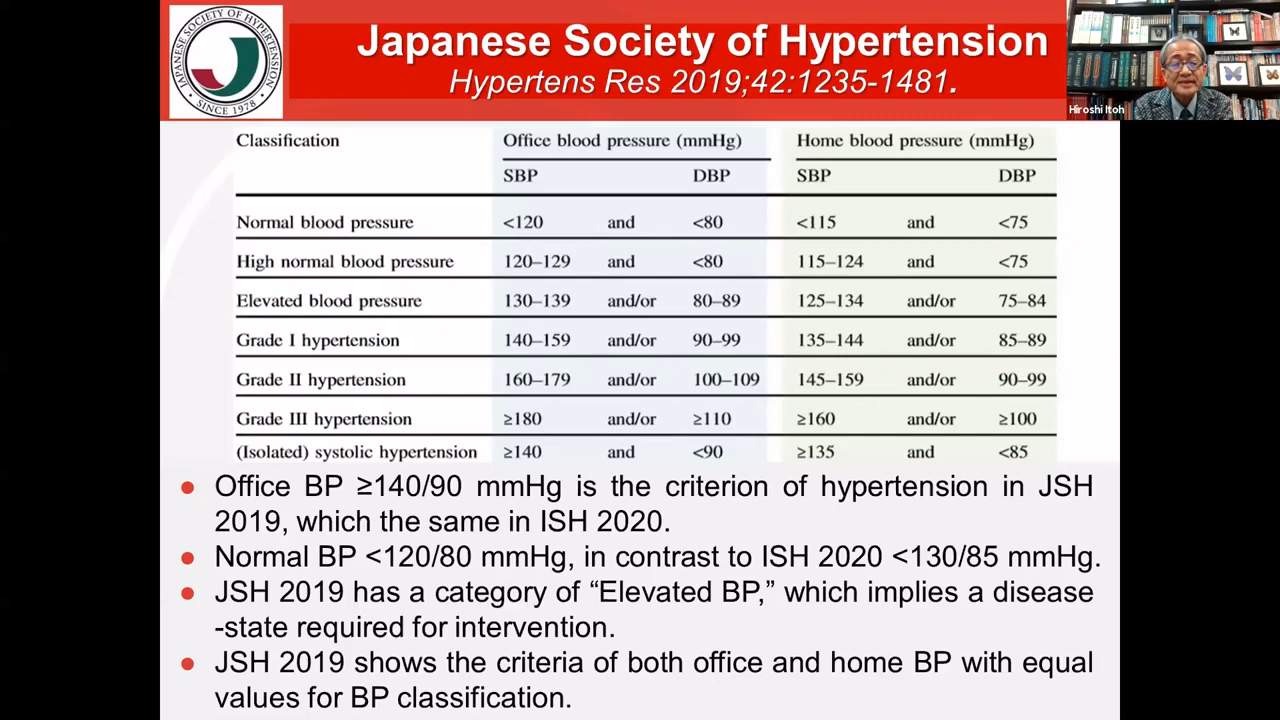 JAPANESE SOCIETY OF HYPERTENSION
• SINCE 1978 •
Japanese Society of Hypertension
Hypertens Res 2019;42:1235-1481.
Hiroshi Itoh
Classification Office blood pressure (mmHg) Home blood pressure (mmHg)
SBP DBP SBP DBP
Normal blood pressure <120 and <80 <115 and <75
High normal blood pressure 120–129 and <80 115–124 and <75
Elevated blood pressure 130–139 and/or 80–89 125–134 and/or 75–84
Grade I hypertension 140–159 and/or 90–99 135–144 and/or 85–89
Grade II hypertension 160–179 and/or 100–109 145–159 and/or 90–99
Grade III hypertension ≥180 and/or ≥110 ≥160 and/or ≥100
(Isolated) systolic hypertension ≥140 and <90 ≥135 and <85
● Office BP ≥140/90 mmHg is the criterion of hypertension in JSH
2019, which the same in ISH 2020.
● Normal BP <120/80 mmHg, in contrast to ISH 2020 <130/85 mmHg.
● JSH 2019 has a category of “Elevated BP,” which implies a disease
-state required for intervention.
● JSH 2019 shows the criteria of both office and home BP with equal
values for BP classification.